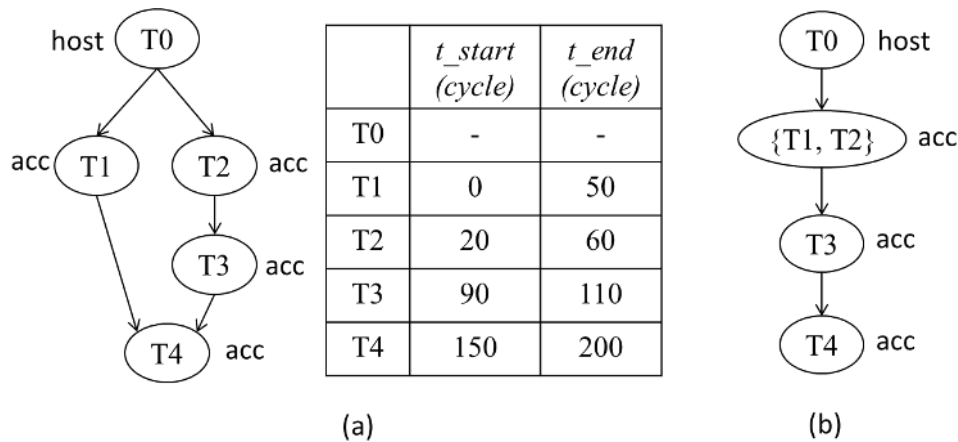 host T0
acc T1 T2 acc
T3 acc
T4 acc
t_start (cycle) t_end (cycle)
T0 - -
T1 0 50
T2 20 60
T3 90 110
T4 150 200
(a)
T0 host
{T1, T2} acc
T3 acc
T4 acc
(b)